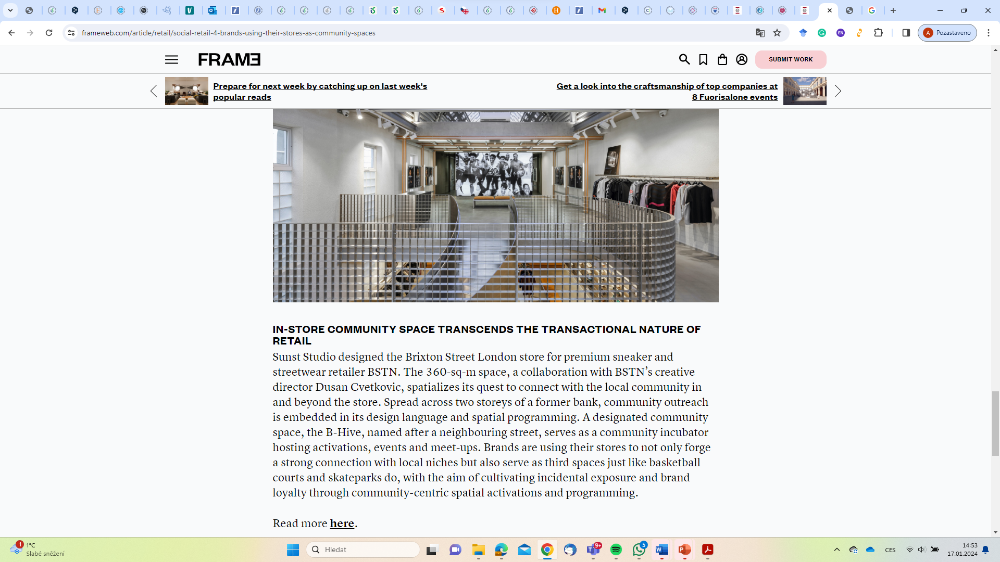 frameweb.com/article/retail/social-retail-4-brands-using-their-stores-as-community-spaces
A Pozastaveno
FRAME
SUBMIT WORK
Prepare for next week by catching up on last week's
popular reads
Get a look into the craftsmanship of top companies at
8 Fuorisalone events
IN-STORE COMMUNITY SPACE TRANSCENDS THE TRANSACTIONAL NATURE OF
RETAIL
Sunst Studio designed the Brixton Street London store for premium sneaker and
streetwear retailer BSTN. The 360-sq-m space, a collaboration with BSTN’s creative
director Dusan Cvetkovic, spatializes its quest to connect with the local community in
and beyond the store. Spread across two storeys of a former bank, community outreach
is embedded in its design language and spatial programming. A designated community
space, the B-Hive, named after a neighbouring street, serves as a community incubator
hosting activations, events and meet-ups. Brands are using their stores to not only forge
a strong connection with local niches but also serve as third spaces just like basketball
courts and skateparks do, with the aim of cultivating incidental exposure and brand
loyalty through community-centric spatial activations and programming.
Read more here.
1
1°C
Slabé sněžení
Hledat
9+
5
CES
14:53
17.01.2024